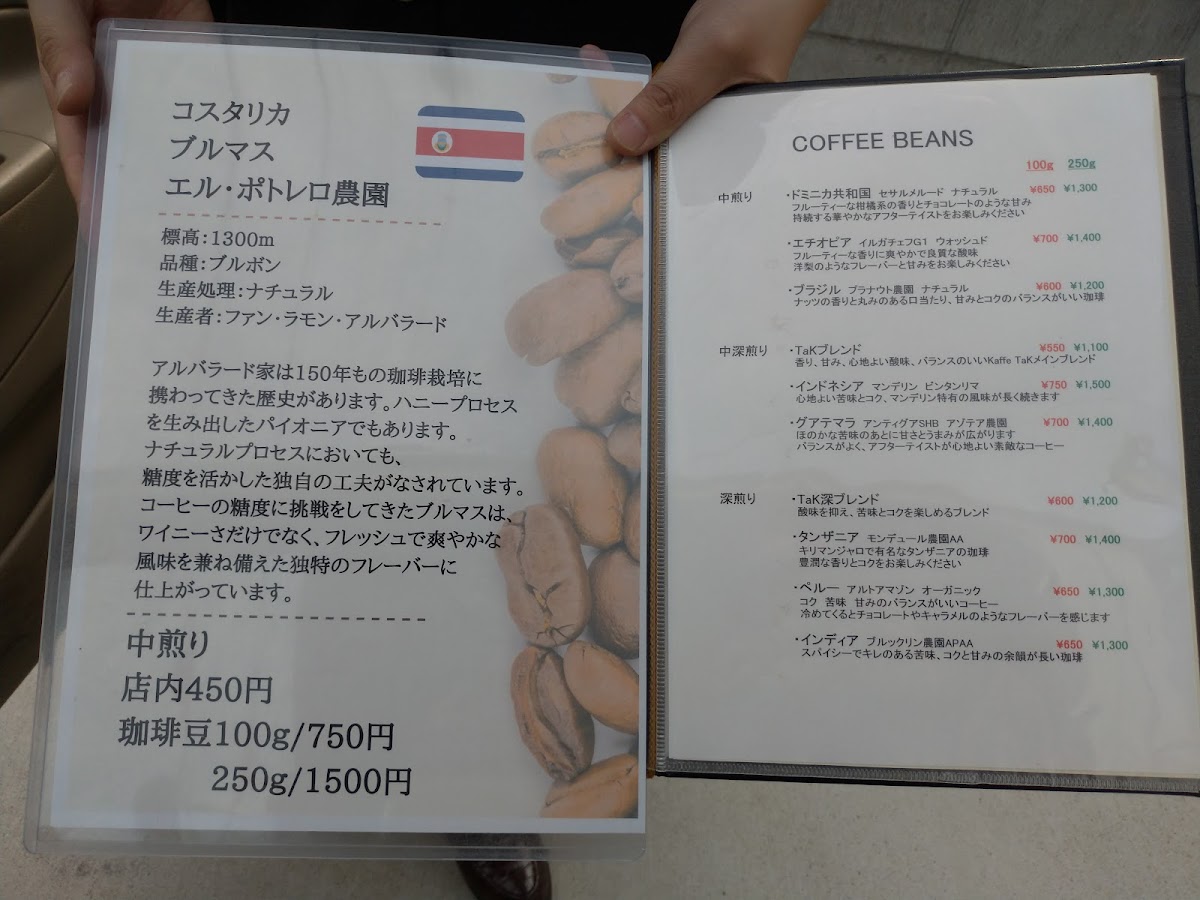 コスタリカ
ブルマス
エル・ポトレロ農園
標高：1300m
品種：ブルボン
生産処理：ナチュラル
生産者：ファン・ラモン・アルバラード
アルバラード家は150年もの珈琲栽培に
携わってきた歴史があります。ハニープロセス
を生み出したパイオニアでもあります。
ナチュラルプロセスにおいても、
糖度を活かした独自の工夫がなされています。
コーヒーの糖度に挑戦をしてきたブルマスは、
ワイニーさだけでなく、フレッシュで爽やかな
風味を兼ね備えた独特のフレーバーに
仕上がっています。
中煎り
店内450円
珈琲豆100g/750円
250g/1500円
COFFEE BEANS
100g 250g
中煎り ・ドミニカ共和国 セサルメルード ナチュラル ¥650 ¥1,300
フルーティーな柑橘系の香りとチョコレートのような甘み
持続する華やかなアフターテイストをお楽しみください
・エチオピア イルガチェフG1 ウォッシュド ¥700 ¥1,400
フルーティーな香りに爽やかで良質な酸味
洋梨のようなフレーバーと甘みをお楽しみください
・ブラジル プラナウト農園 ナチュラル ¥600 ¥1,200
ナッツの香りと丸みのある口当たり、甘みとコクのバランスがいい珈琲
中深煎り ・TaKブレンド ¥550 ¥1,100
香り、甘み、心地よい酸味、バランスのいいKaffe TaKメインブレンド
・インドネシア マンデリン ビンタンリマ ¥750 ¥1,500
心地よい苦味とコク、マンデリン特有の風味が長く続きます
・グアテマラ アンティグアSHB アゾテア農園 ¥700 ¥1,400
ほのかな苦味のあとに甘さとうまみが広がります
バランスがよく、アフターテイストが心地よい素敵なコーヒー
深煎り ・TaK深ブレンド ¥600 ¥1,200
酸味を抑え、苦味とコクを楽しめるブレンド
・タンザニア モンデュール農園AA ¥700 ¥1,400
キリマンジャロで有名なタンザニアの珈琲
豊潤な香りとコクをお楽しみください
・ペルー アルトアマゾン オーガニック ¥650 ¥1,300
コク 苦味 甘みのバランスがいいコーヒー
冷めてくるとチョコレートやキャラメルのようなフレーバーを感じます
・インディア ブルックリン農園APAA ¥650 ¥1,300
スパイシーでキレのある苦味、コクと甘みの余韻が長い珈琲